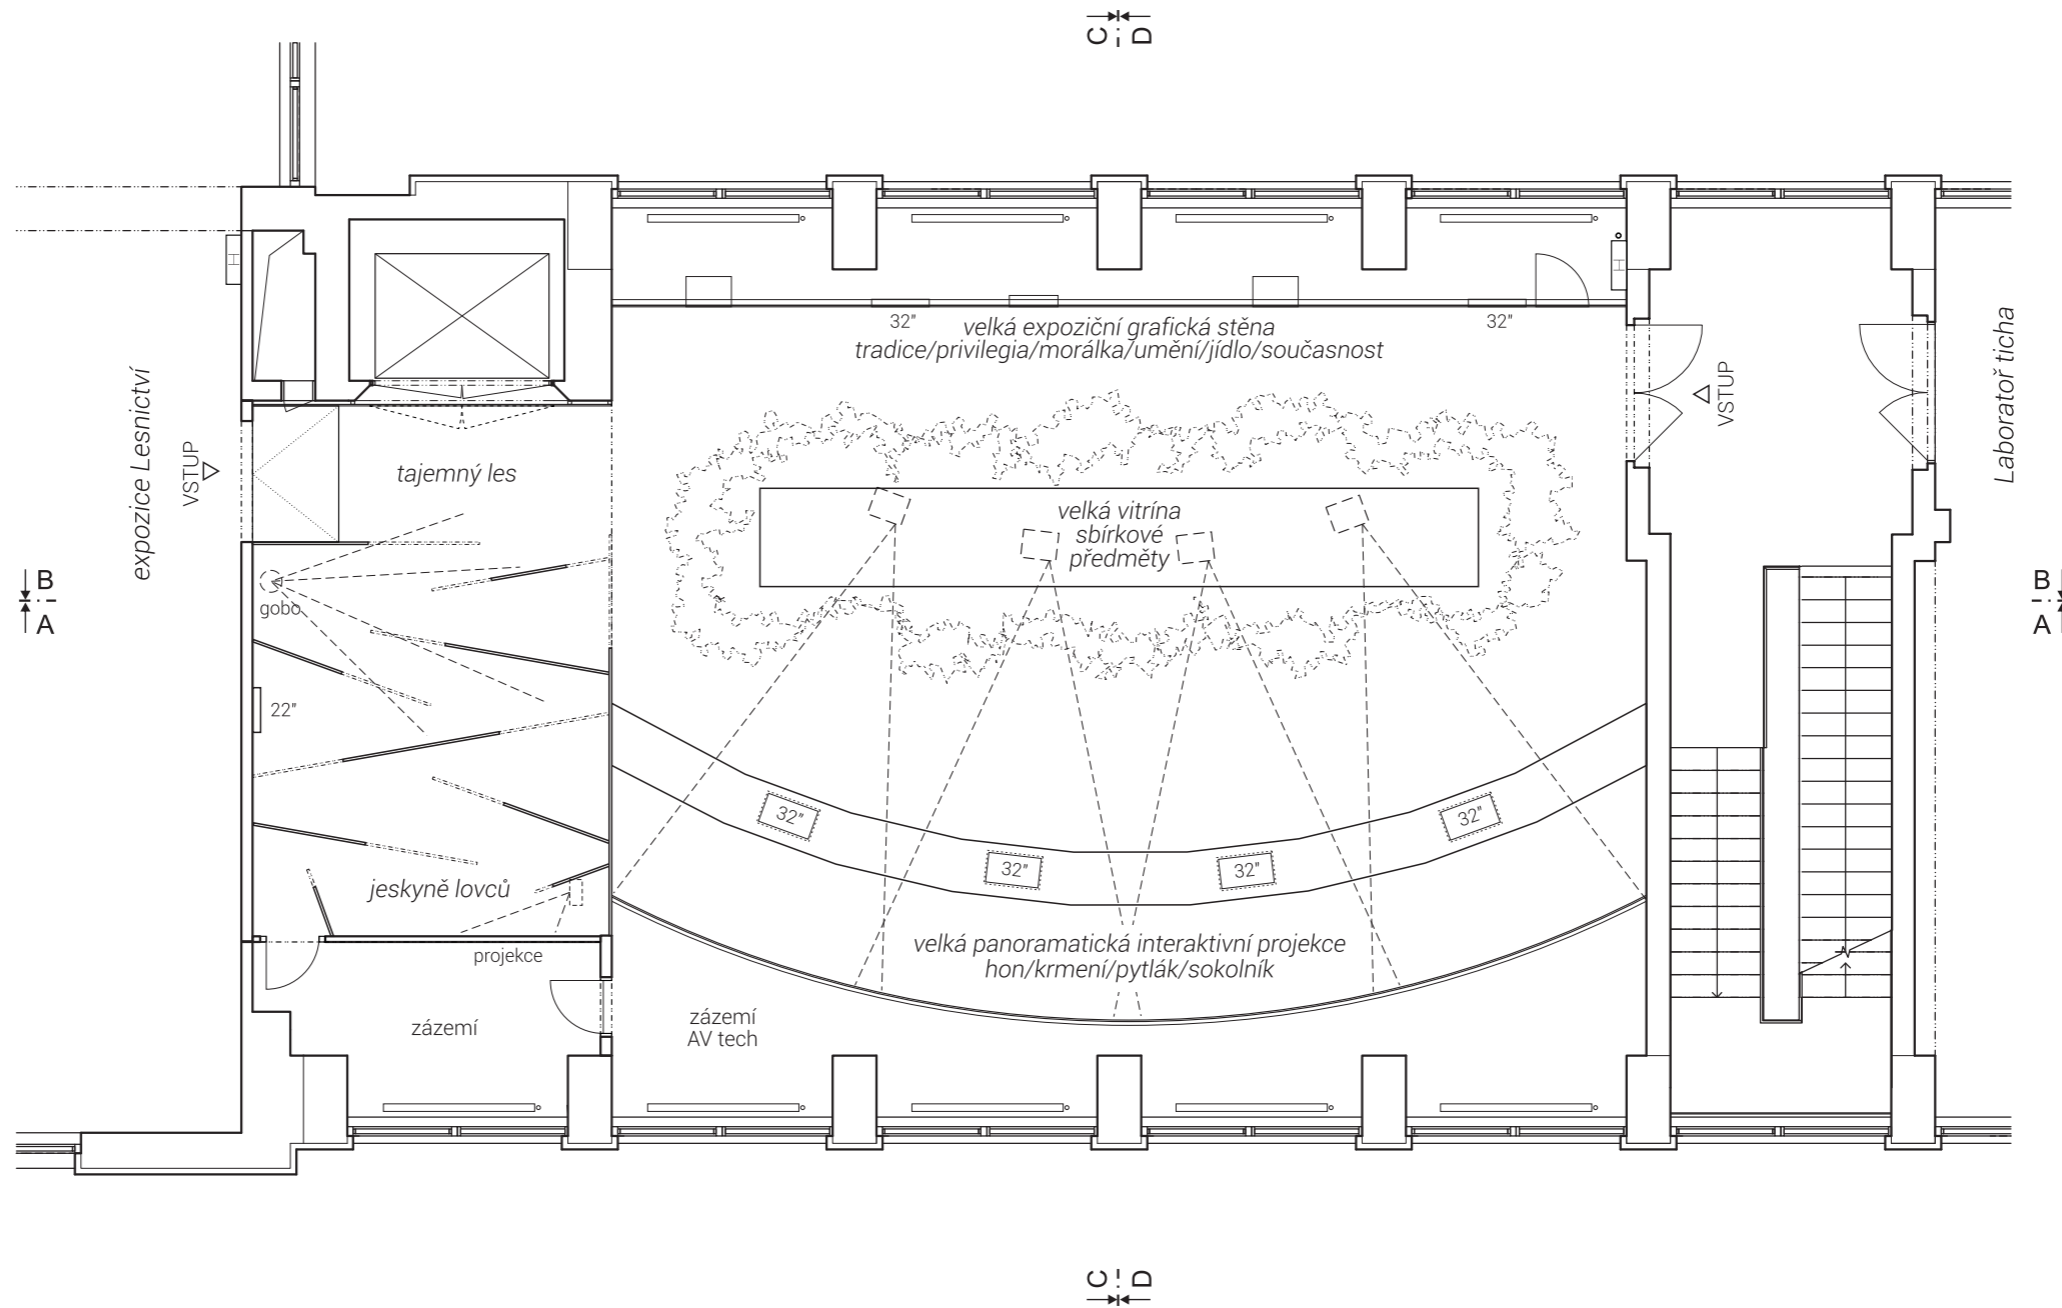 C D
H
H
32"
32"
velká expoziční grafická stěna
tradice/privilegia/morálka/umění/jídlo/současnost
expozice Lesnictví
VSTUP
tajemný les
VSTUP
Laboratoř ticha
velká vitrína
sbírkové
předměty
B
A
gobo
B
A
22"
32"
32"
32"
32"
jeskyně lovců
projekce
velká panoramatická interaktivní projekce
hon/krmení/pytlák/sokolník
zázemí
zázemí
AV tech
C D